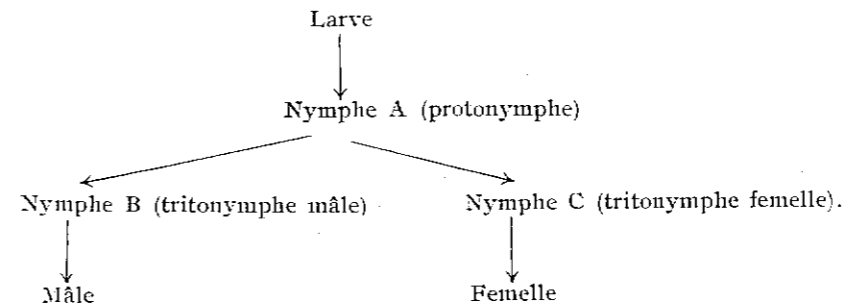 Larve
Nymphe A (protonymphe)
Nymphe B (tritonymphe mâle)
Nymphe C (tritonymphe femelle).
Mâle
Femelle